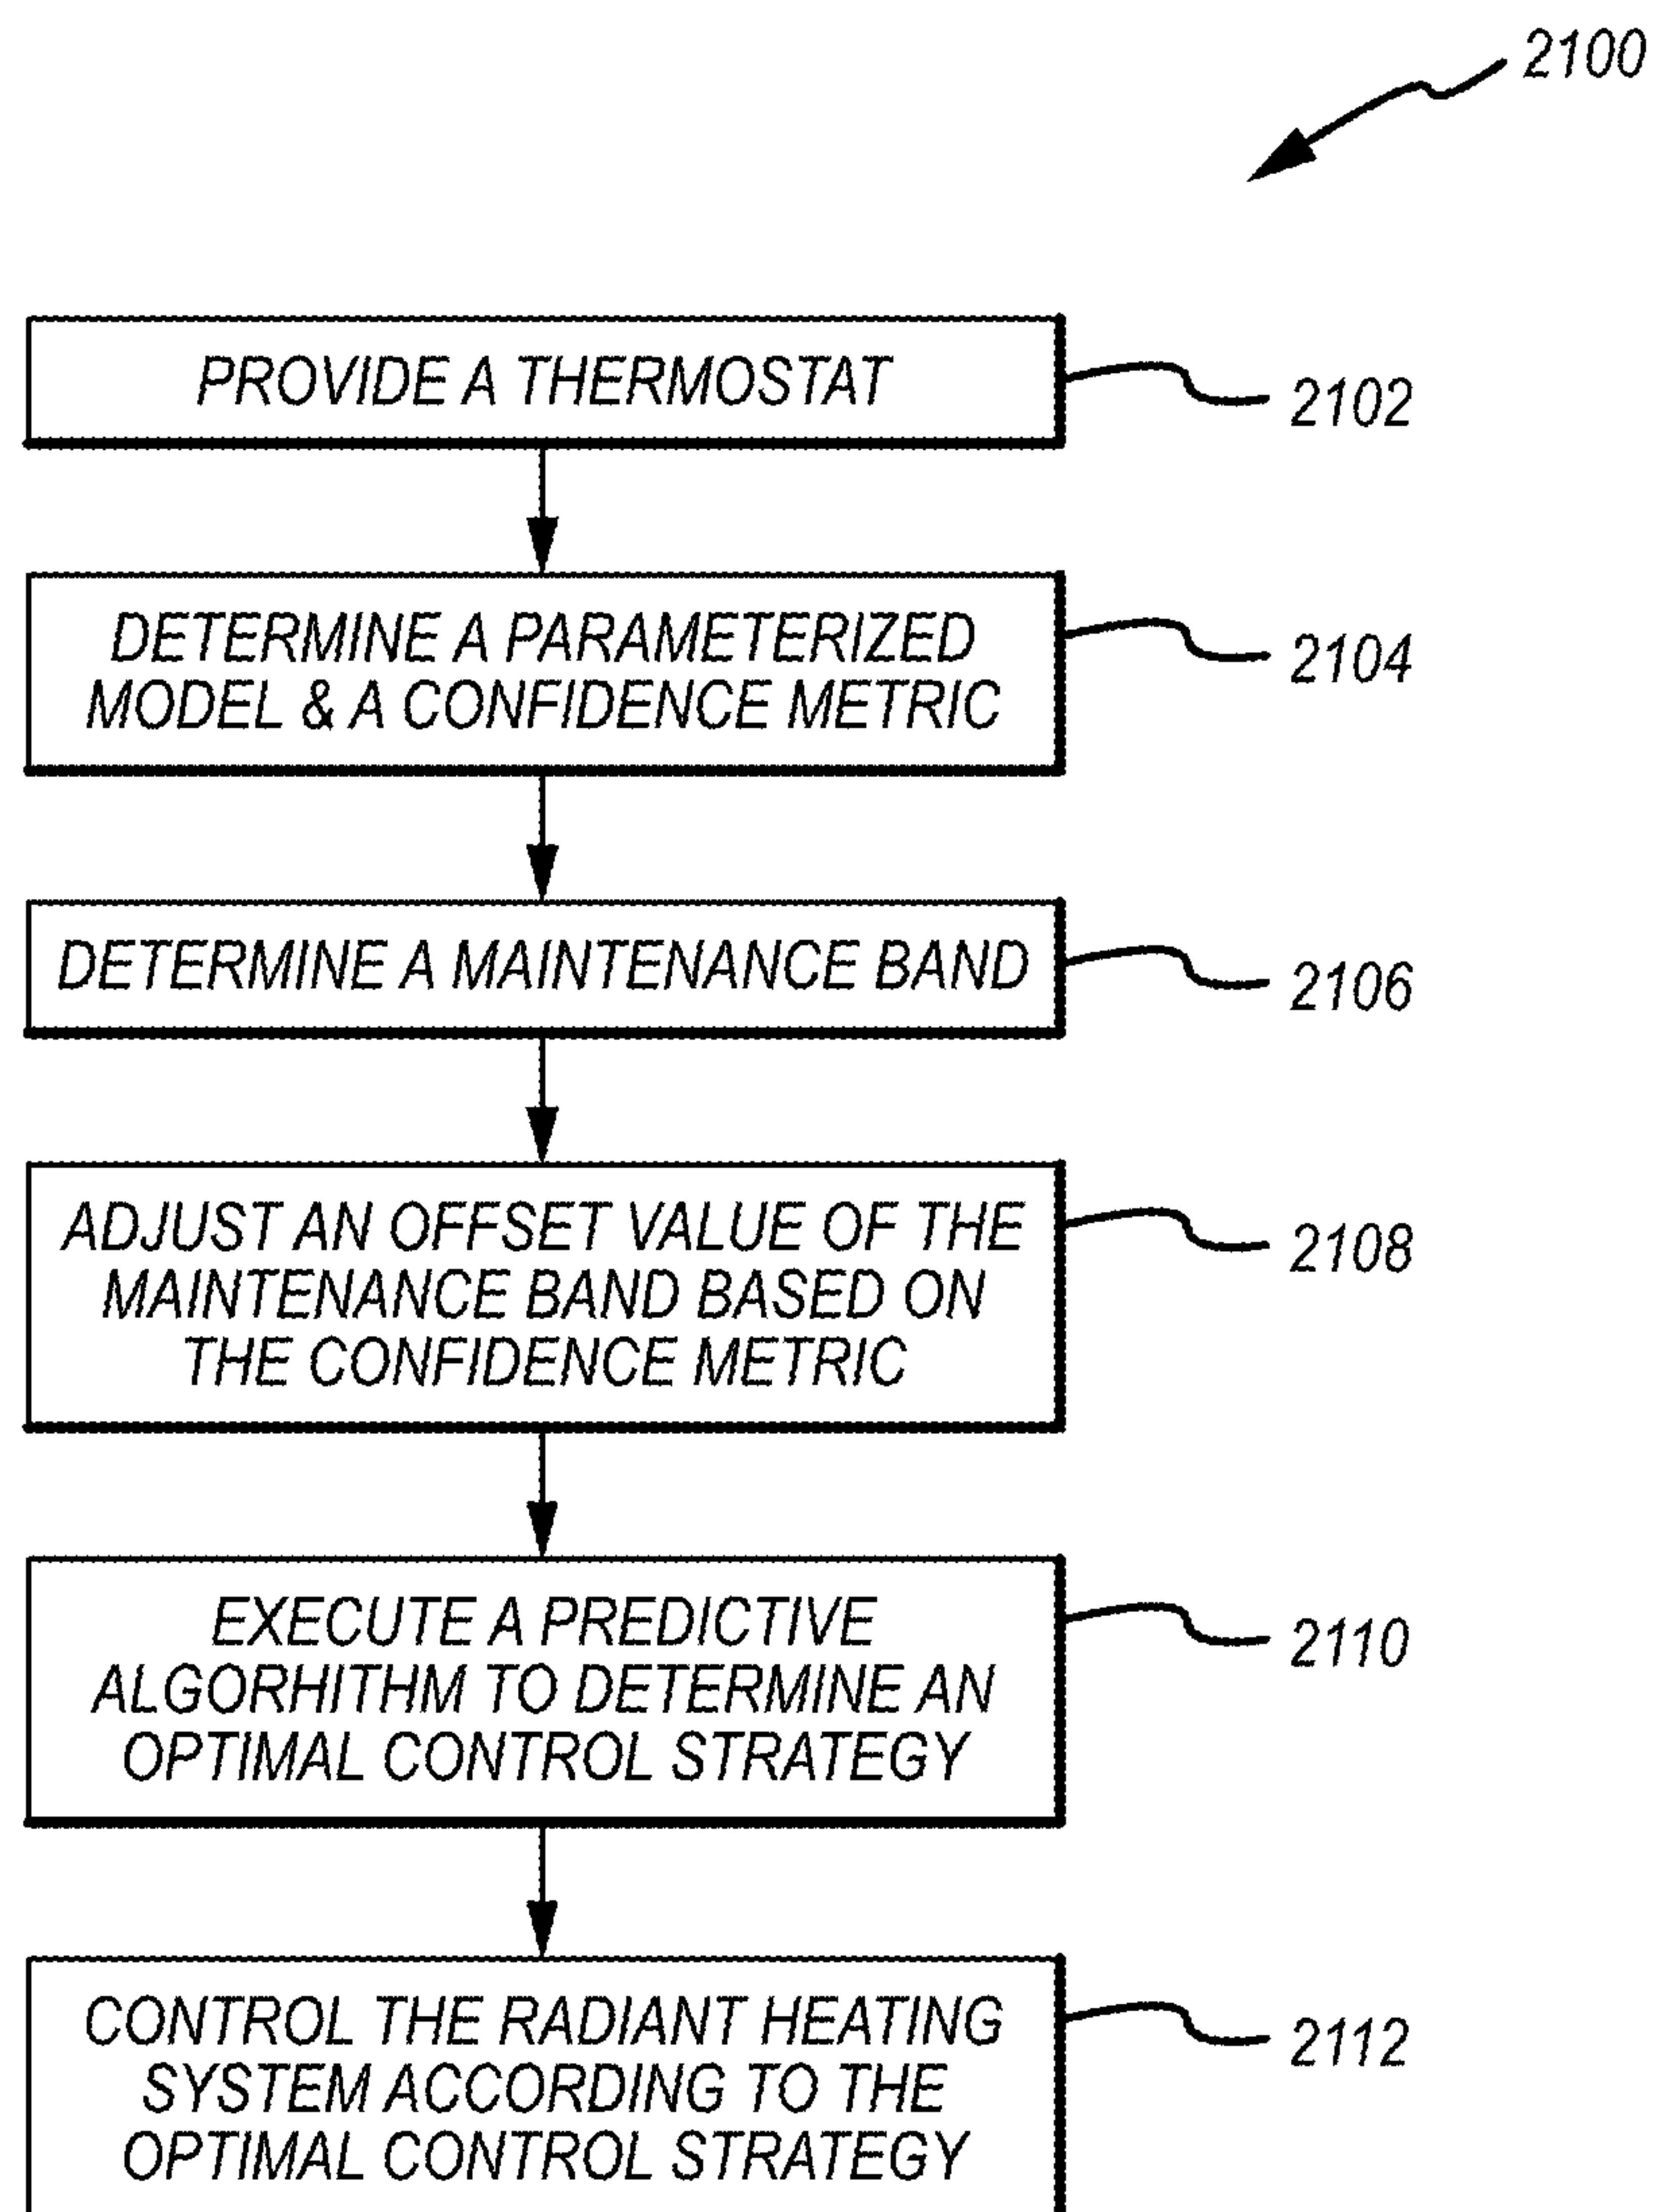 2100
PROVIDE A THERMOSTAT
2102
DETERMINE A PARAMETERIZED
MODEL & A CONFIDENCE METRIC
2104
DETERMINE A MAINTENANCE BAND
2106
ADJUST AN OFFSET VALUE OF THE
MAINTENANCE BAND BASED ON
THE CONFIDENCE METRIC
2108
EXECUTE A PREDICTIVE
ALGORHITHM TO DETERMINE AN
OPTIMAL CONTROL STRATEGY
2110
CONTROL THE RADIANT HEATING
SYSTEM ACCORDING TO THE
OPTIMAL CONTROL STRATEGY
2112